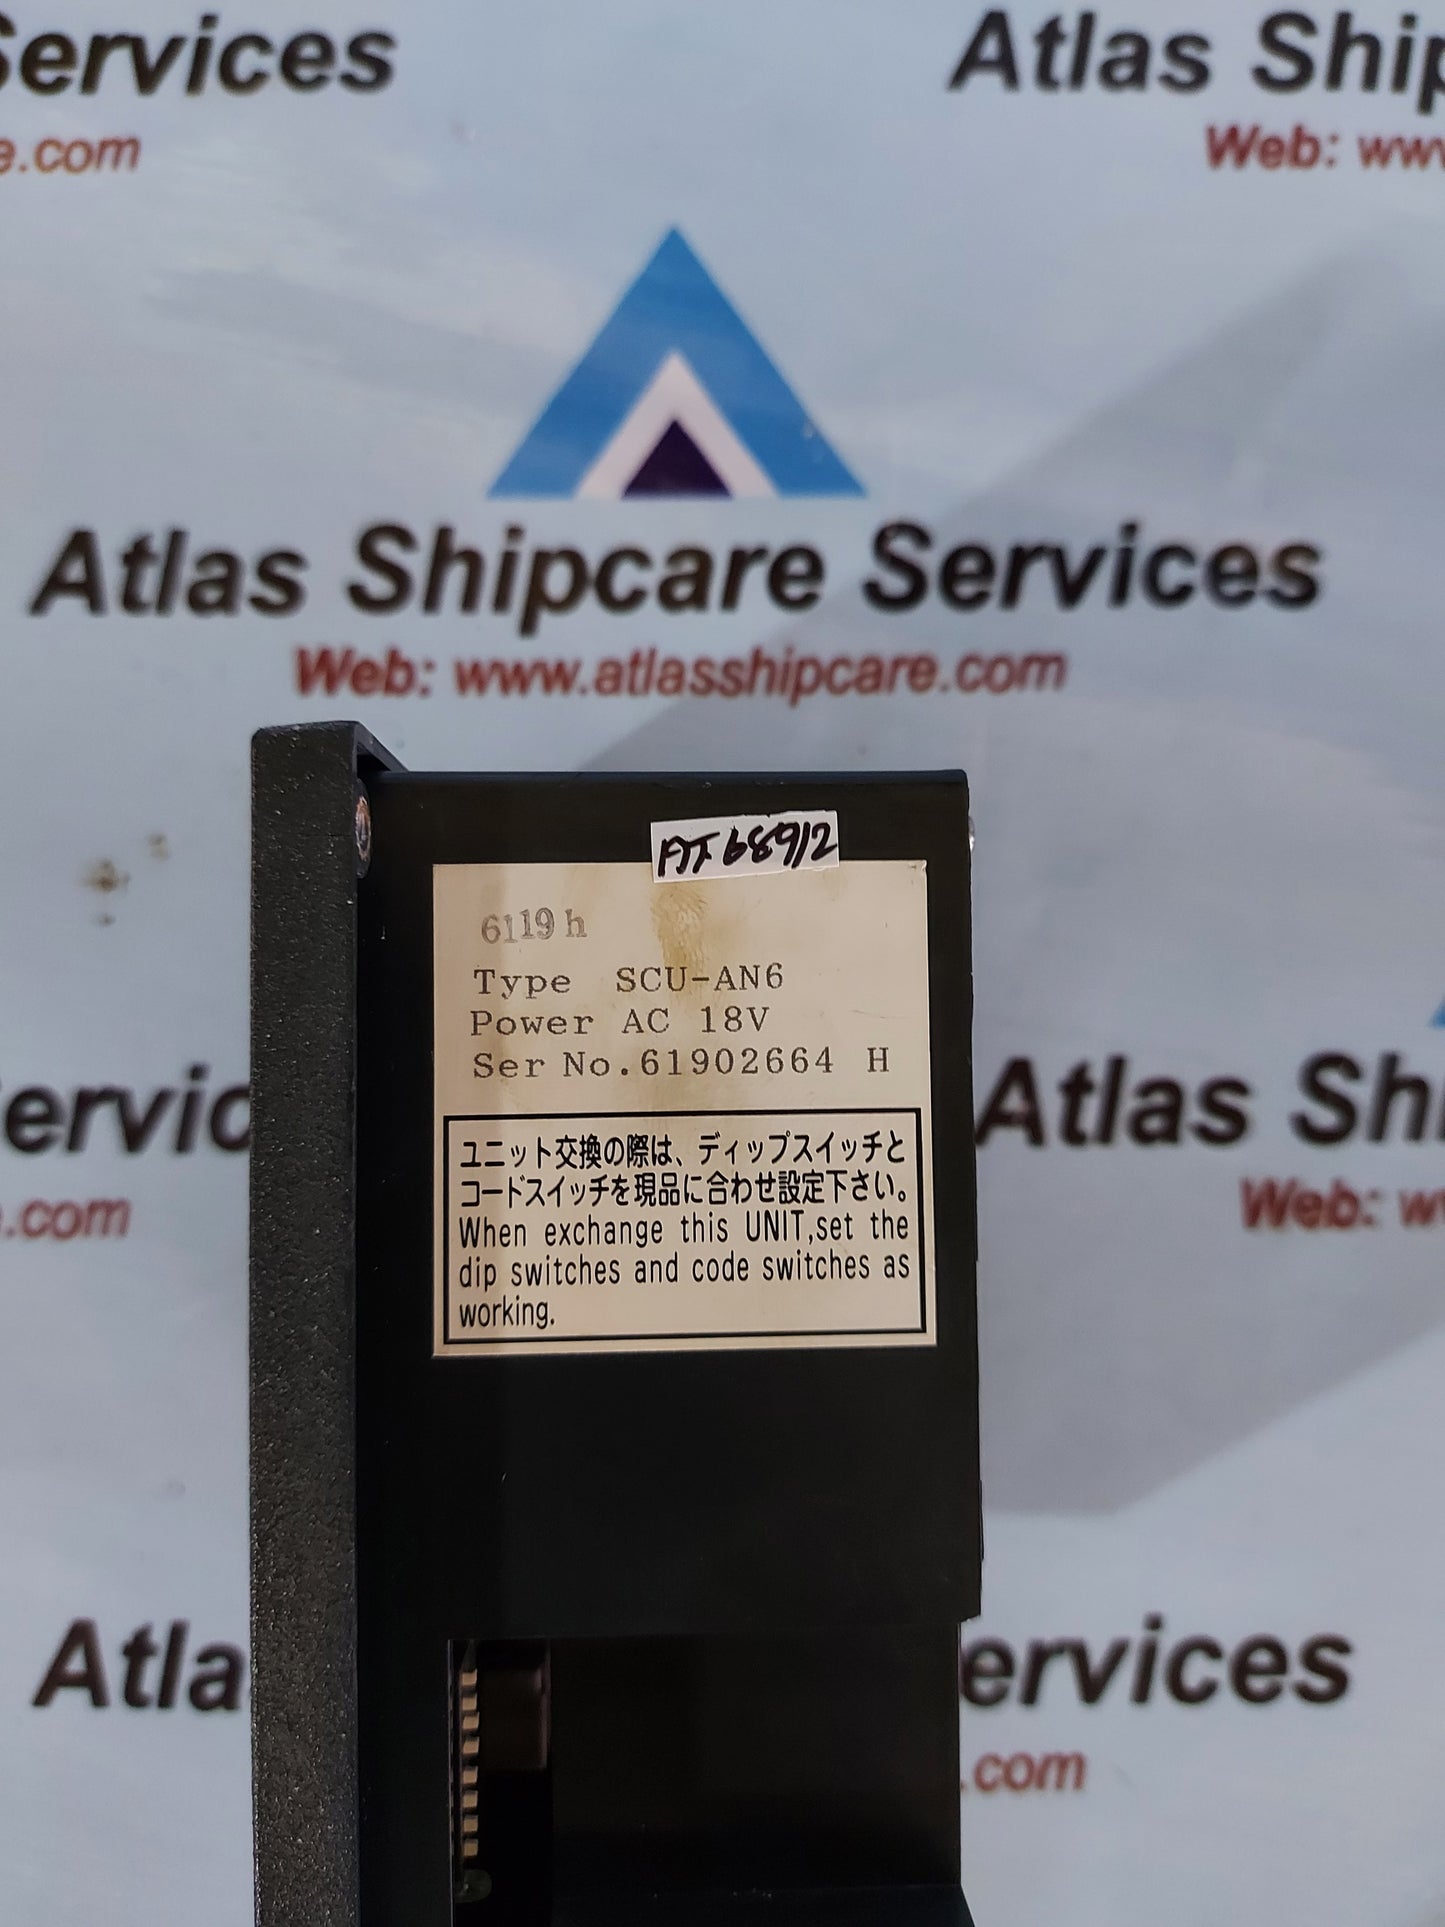 Services
Atlas Ship
e.com
Web: www
Atlas Shipcare Services
Web: www.atlasshipcare.com
AT68912
6119 h
Type SCU-AN6
Power AC 18V
Ser No.61902664 H
ervic
Atlas Sh
ユニット交換の際は、ディップスイッチと
コードスイッチを現品に合わせ設定下さい。
When exchange this UNIT,set the
dip switches and code switches as
working.
.com
Web: w
Atla
ervices
.com